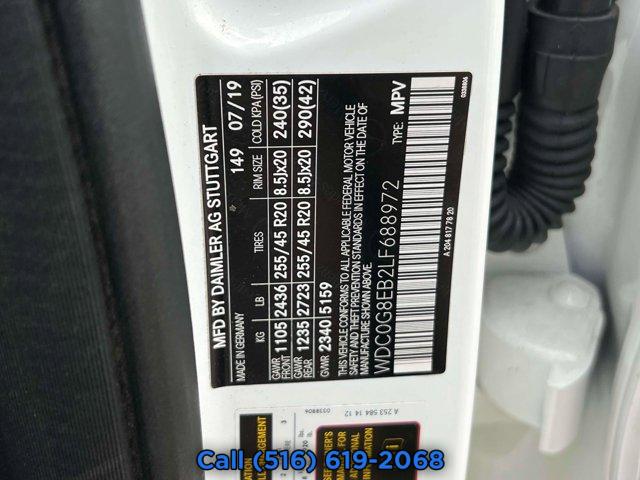 MFD BY DAIMLER AG STUTTGART
MADE IN GERMANY 149 07/19
KG LB TIRES RIM SIZE COLD KPA(PSI)
GAWR FRONT 1105 2436 255/45 R20 8.5Jx20 240(35)
GAWR REAR 1235 2723 255/45 R20 8.5Jx20 290(42)
GVWR 2340 5159
THIS VEHICLE CONFORMS TO ALL APPLICABLE FEDERAL MOTOR VEHICLE
SAFETY AND THEFT PREVENTION STANDARDS IN EFFECT ON THE DATE OF
MANUFACTURE SHOWN ABOVE.
WDC0G8EB2LF688972 TYPE: MPV
A 204 817 78 20
0338904
A 253 584 14 12
0338906
INFORMATION
Call (516) 619-2068